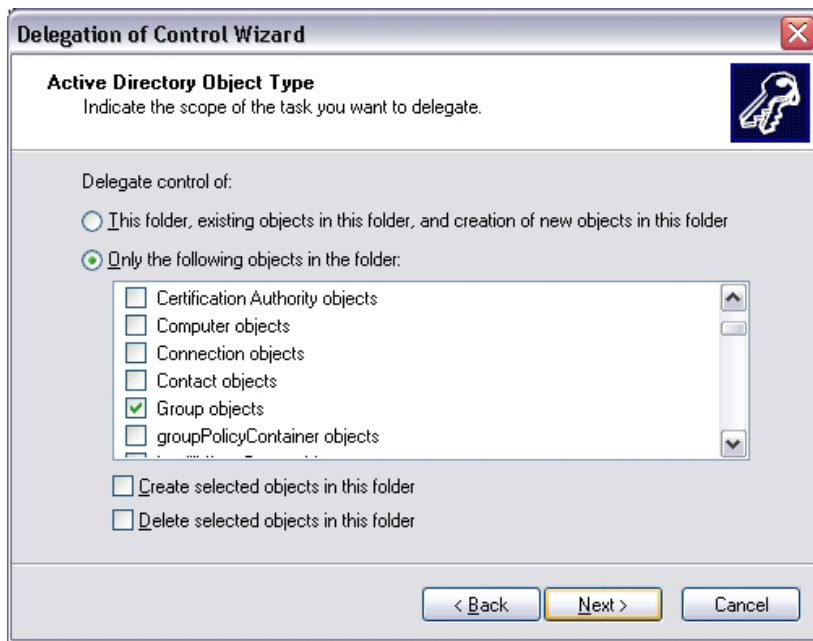 Delegation of Control Wizard
Active Directory Object Type
Indicate the scope of the task you want to delegate.
Delegate control of:
This folder, existing objects in this folder, and creation of new objects in this folder
Only the following objects in the folder:
Certification Authority objects
Computer objects
Connection objects
Contact objects
Group objects
groupPolicyContainer objects
Create selected objects in this folder
Delete selected objects in this folder
< Back
Next >
Cancel